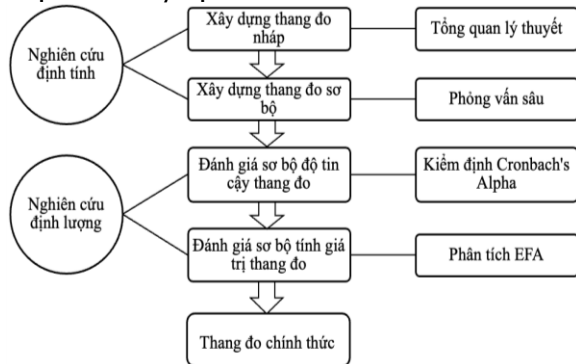 Xây dựng thang đo
nháp
Tổng quan lý thuyết
Nghiên cứu
định tính
Xây dựng thang đo sơ
bộ
Phỏng vấn sâu
Đánh giá sơ bộ độ tin
cậy thang đo
Kiểm định Cronbach's
Alpha
Nghiên cứu
định lượng
Đánh giá sơ bộ tính giá
trị thang đo
Phân tích EFA
Thang đo chính thức